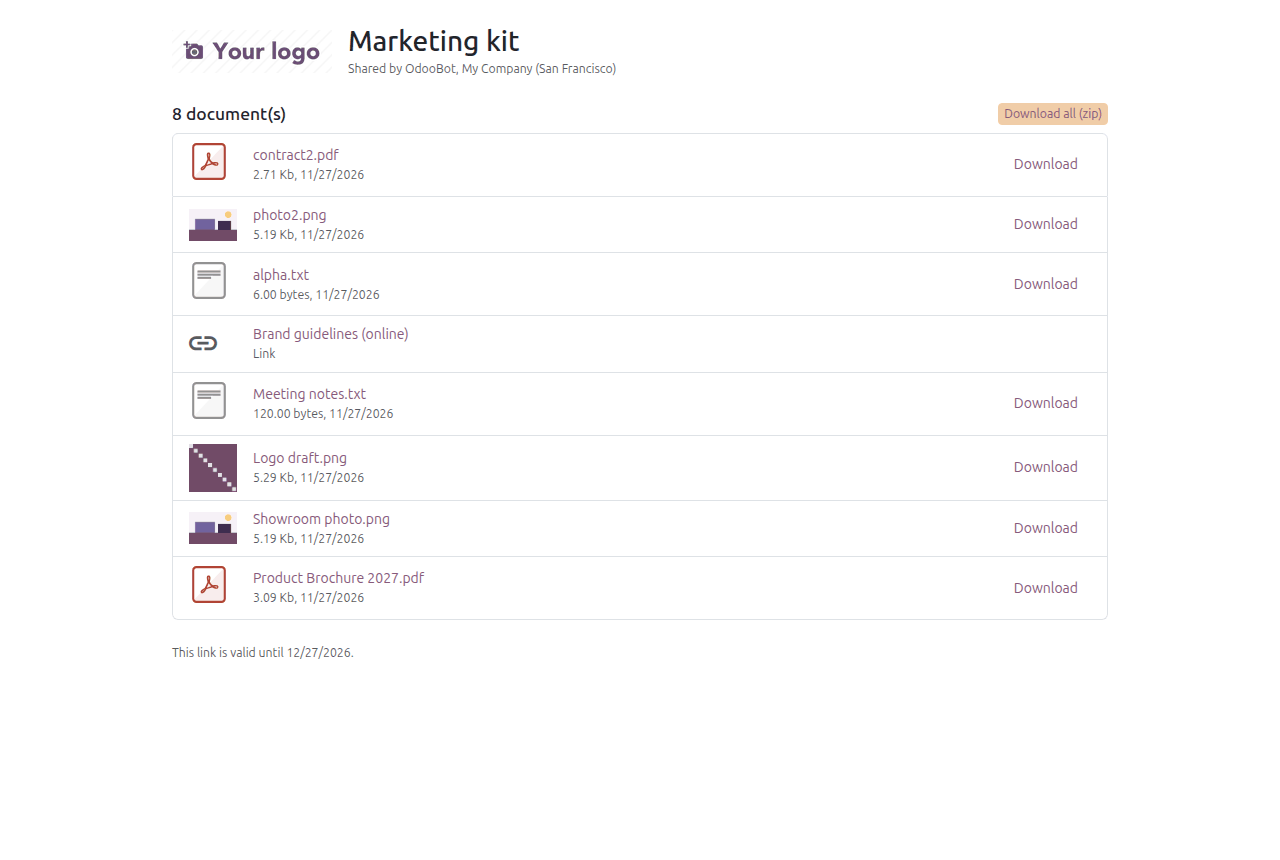 Your logo
Marketing kit
Shared by OdooBot, My Company (San Francisco)
8 document(s)
Download all (zip)
contract2.pdf
2.71 Kb, 11/27/2026
Download
photo2.png
5.19 Kb, 11/27/2026
Download
alpha.txt
6.00 bytes, 11/27/2026
Download
Brand guidelines (online)
Link
Meeting notes.txt
120.00 bytes, 11/27/2026
Download
Logo draft.png
5.29 Kb, 11/27/2026
Download
Showroom photo.png
5.19 Kb, 11/27/2026
Download
Product Brochure 2027.pdf
3.09 Kb, 11/27/2026
Download
This link is valid until 12/27/2026.